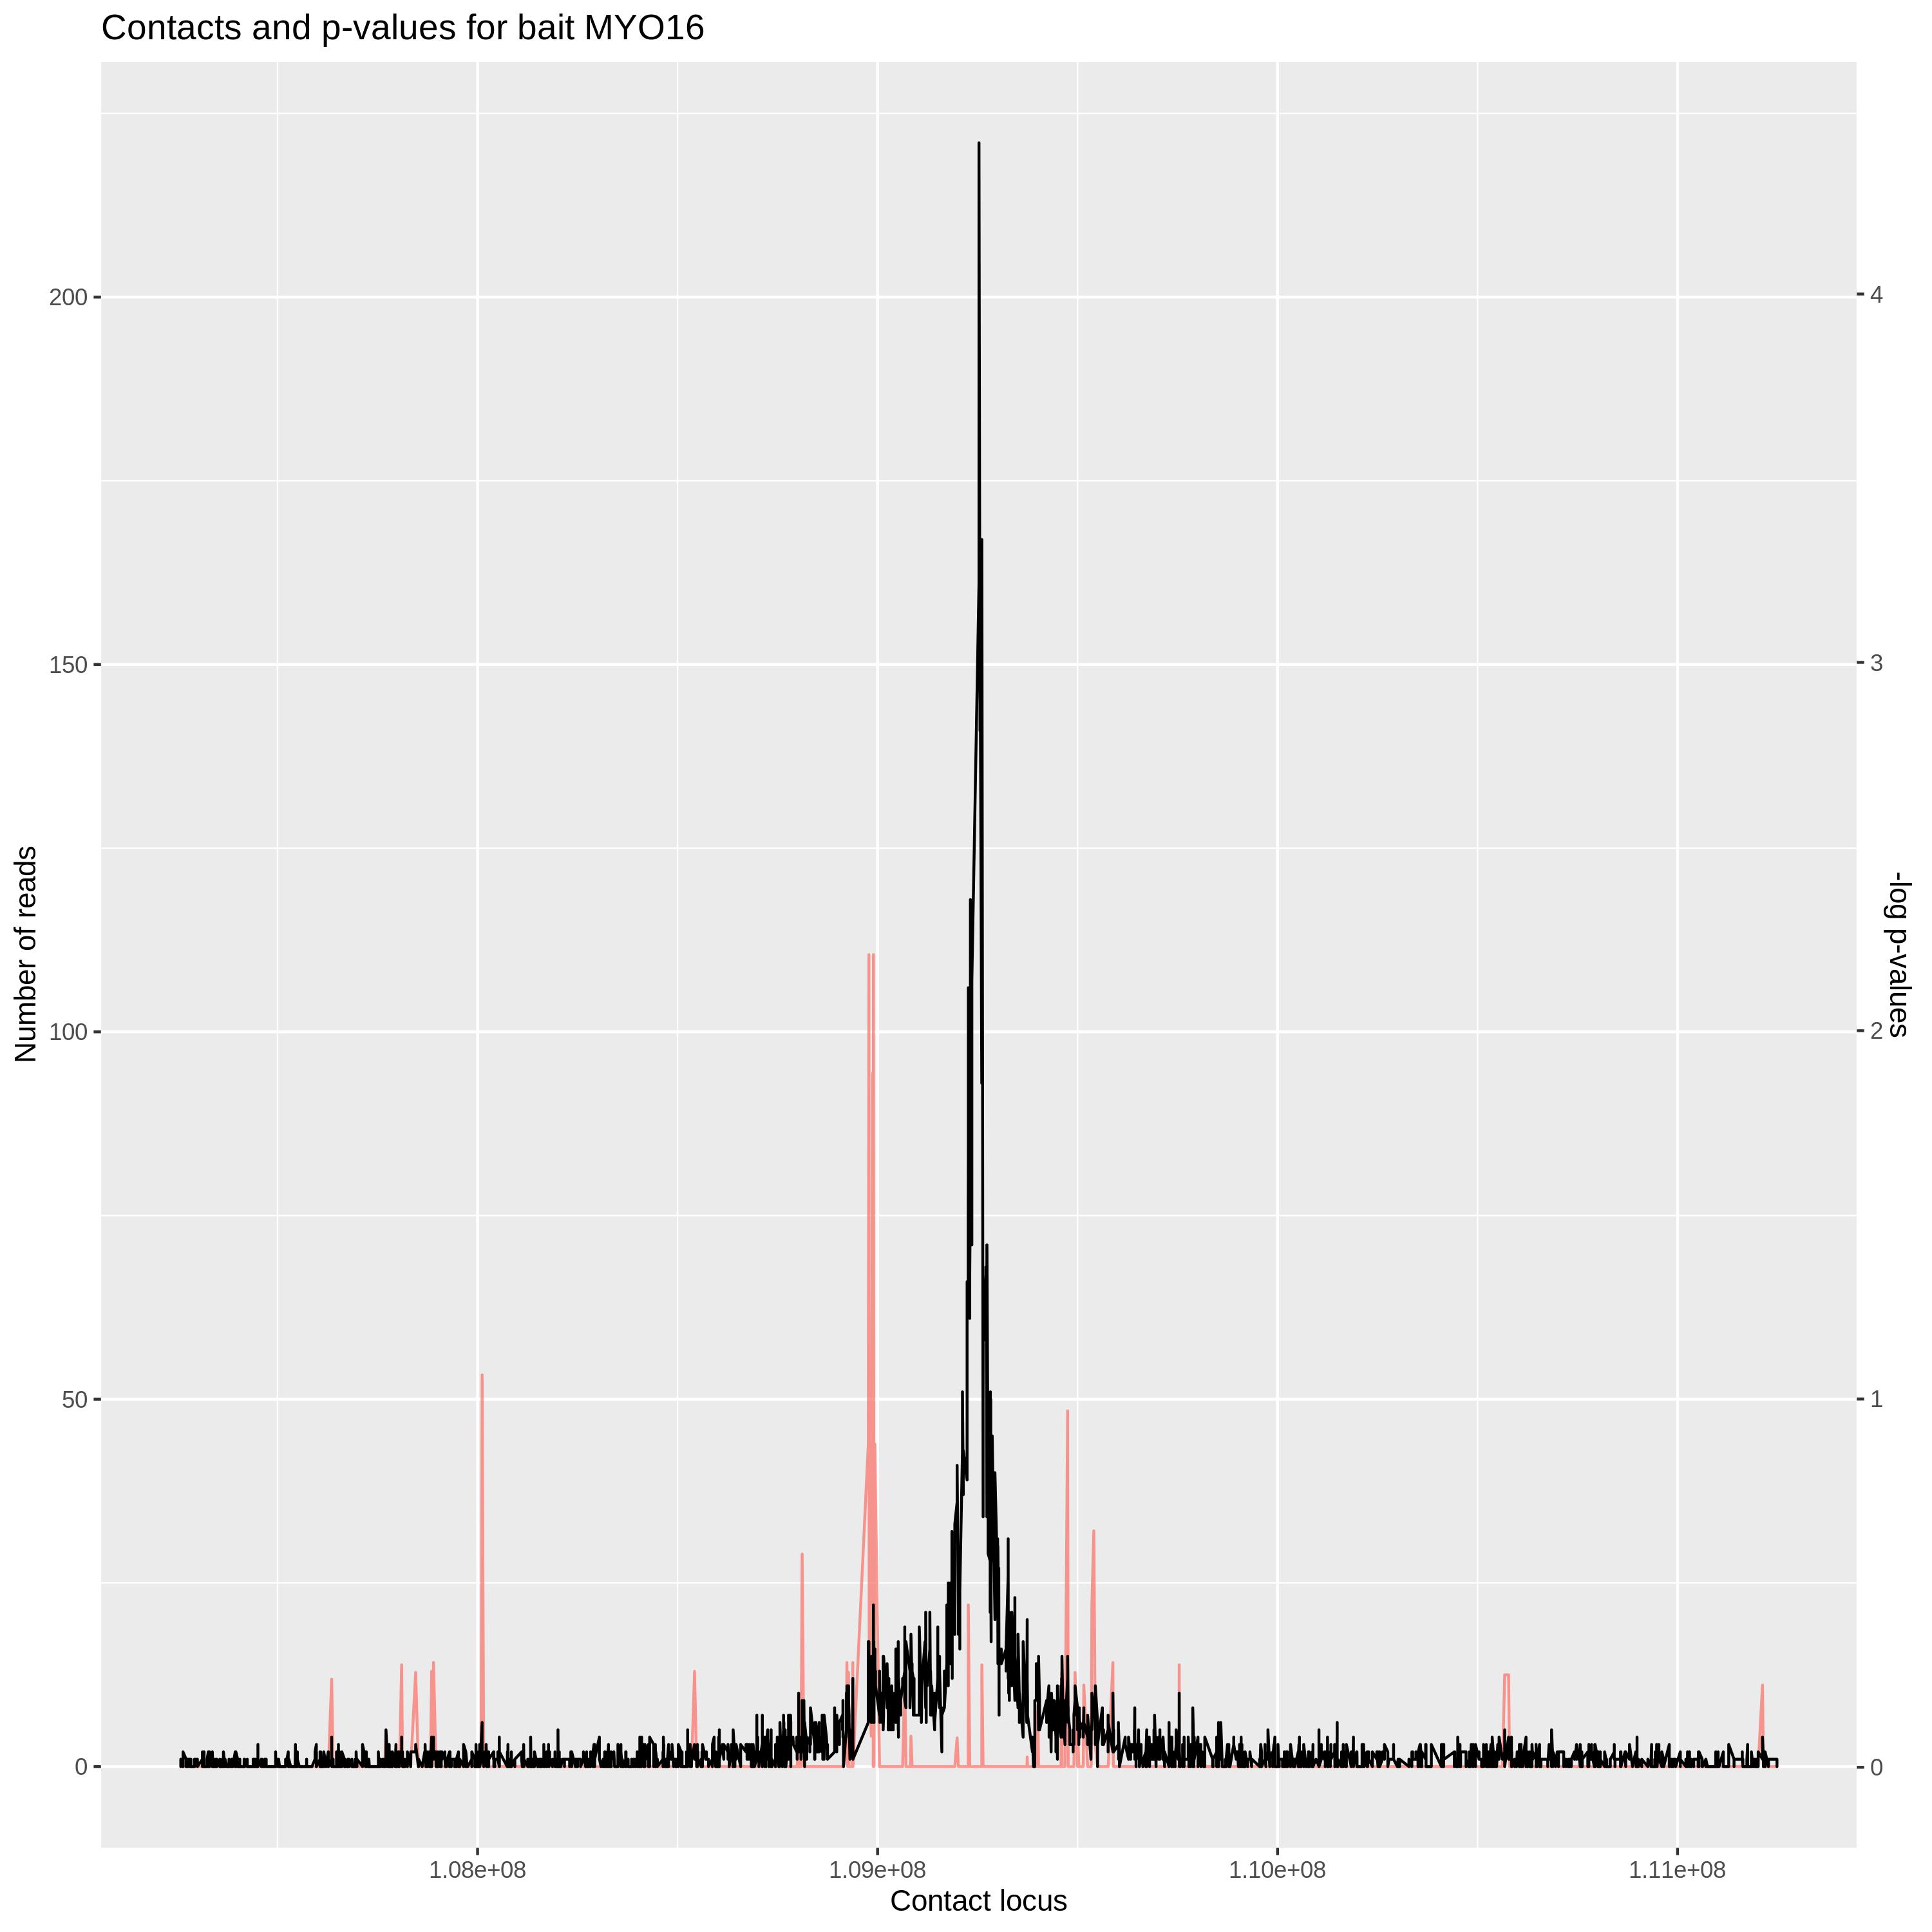 Contacts and p-values for bait MYO16
200
150
100
50
0
Number of reads
4
3
2
1
0
-log p-values
1.08e+08
1.09e+08
1.10e+08
1.11e+08
Contact locus